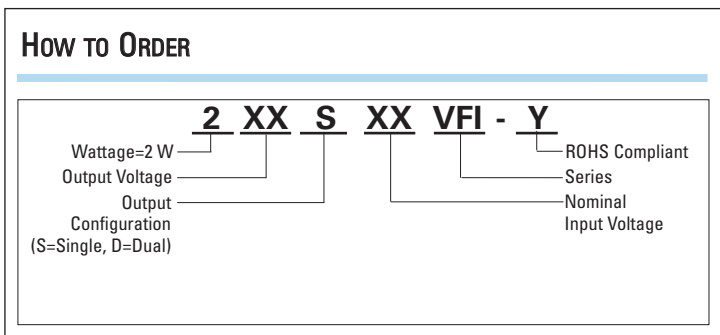 HOW TO ORDER
2 XX S XX VFI - Y
Wattage=2 W
Output Voltage
Output
Configuration
(S=Single, D=Dual)
ROHS Compliant
Series
Nominal
Input Voltage